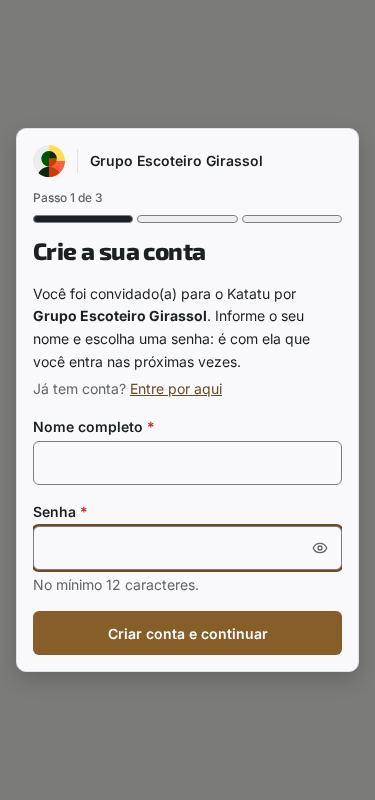 Grupo Escoteiro Girassol
Passo 1 de 3
Crie a sua conta
Você foi convidado(a) para o Katatu por
Grupo Escoteiro Girassol. Informe o seu
nome e escolha uma senha: é com ela que
você entra nas próximas vezes.
Já tem conta? Entre por aqui
Nome completo *
Senha *
No mínimo 12 caracteres.
Criar conta e continuar